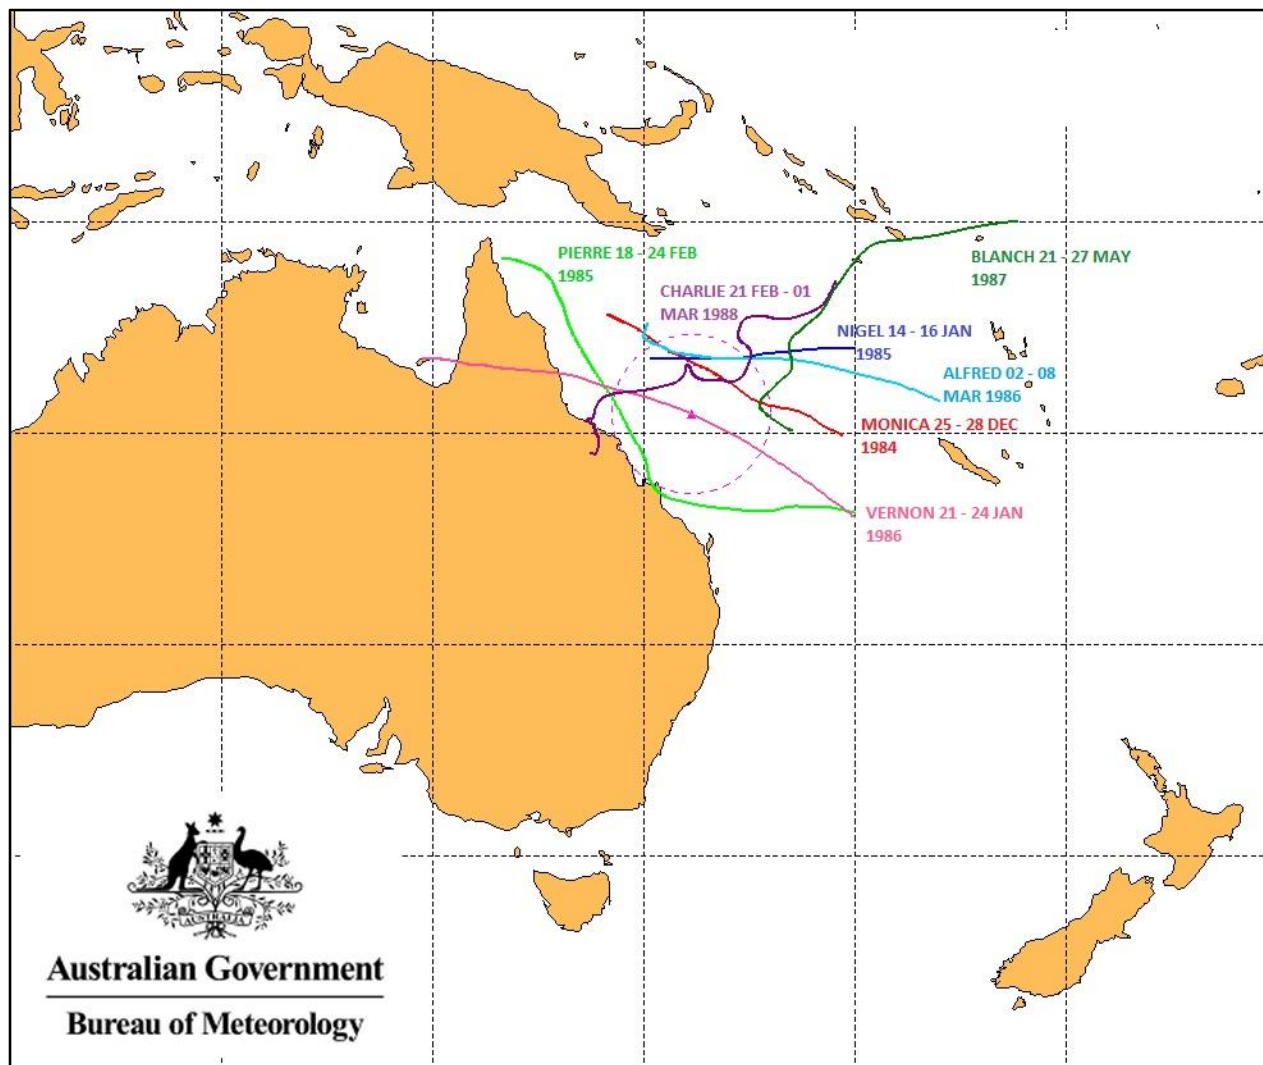 PIERRE 18 - 24 FEB
1985
BLANCH 21 - 27 MAY
1987
CHARLIE 21 FEB - 01
MAR 1988
NIGEL 14 - 16 JAN
1985
ALFRED 02 - 08
MAR 1986
MONICA 25 - 28 DEC
1984
VERNON 21 - 24 JAN
1986
AUSTRALIA
Australian Government
Bureau of Meteorology